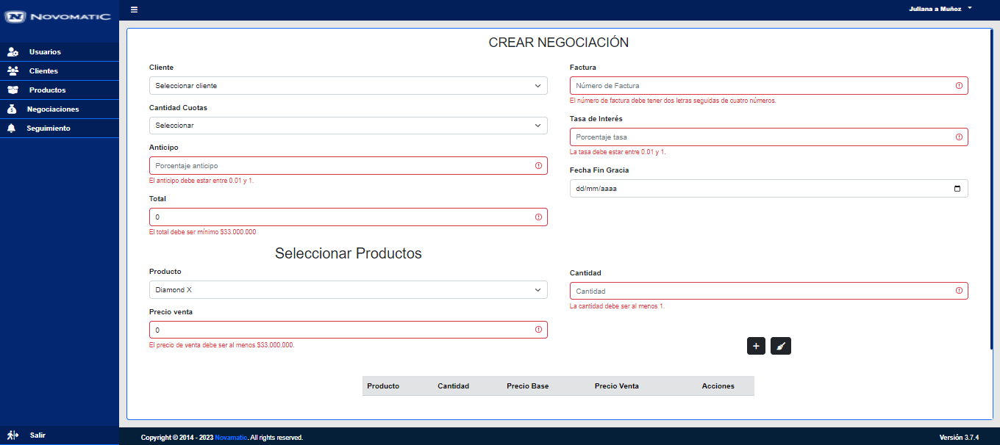 NOVOMATIC
Juliana a Muñoz
Usuarios
Clientes
Productos
Negociaciones
Seguimiento
Salir
CREAR NEGOCIACIÓN
Cliente
Seleccionar cliente
Cantidad Cuotas
Seleccionar
Anticipo
Porcentaje anticipo
El anticipo debe estar entre 0.01 y 1.
Total
0
El total debe ser mínimo $33.000.000
Factura
Número de Factura
El número de factura debe tener dos letras seguidas de cuatro números.
Tasa de Interés
Porcentaje tasa
La tasa debe estar entre 0.01 y 1.
Fecha Fin Gracia
dd/mm/aaaa
Seleccionar Productos
Producto
Diamond X
Precio venta
0
El precio de venta debe ser al menos $33.000.000.
Cantidad
Cantidad
La cantidad debe ser al menos 1.
Producto Cantidad Precio Base Precio Venta Acciones
Copyright © 2014 - 2023 Novamatic. All rights reserved.
Versión 3.7.4